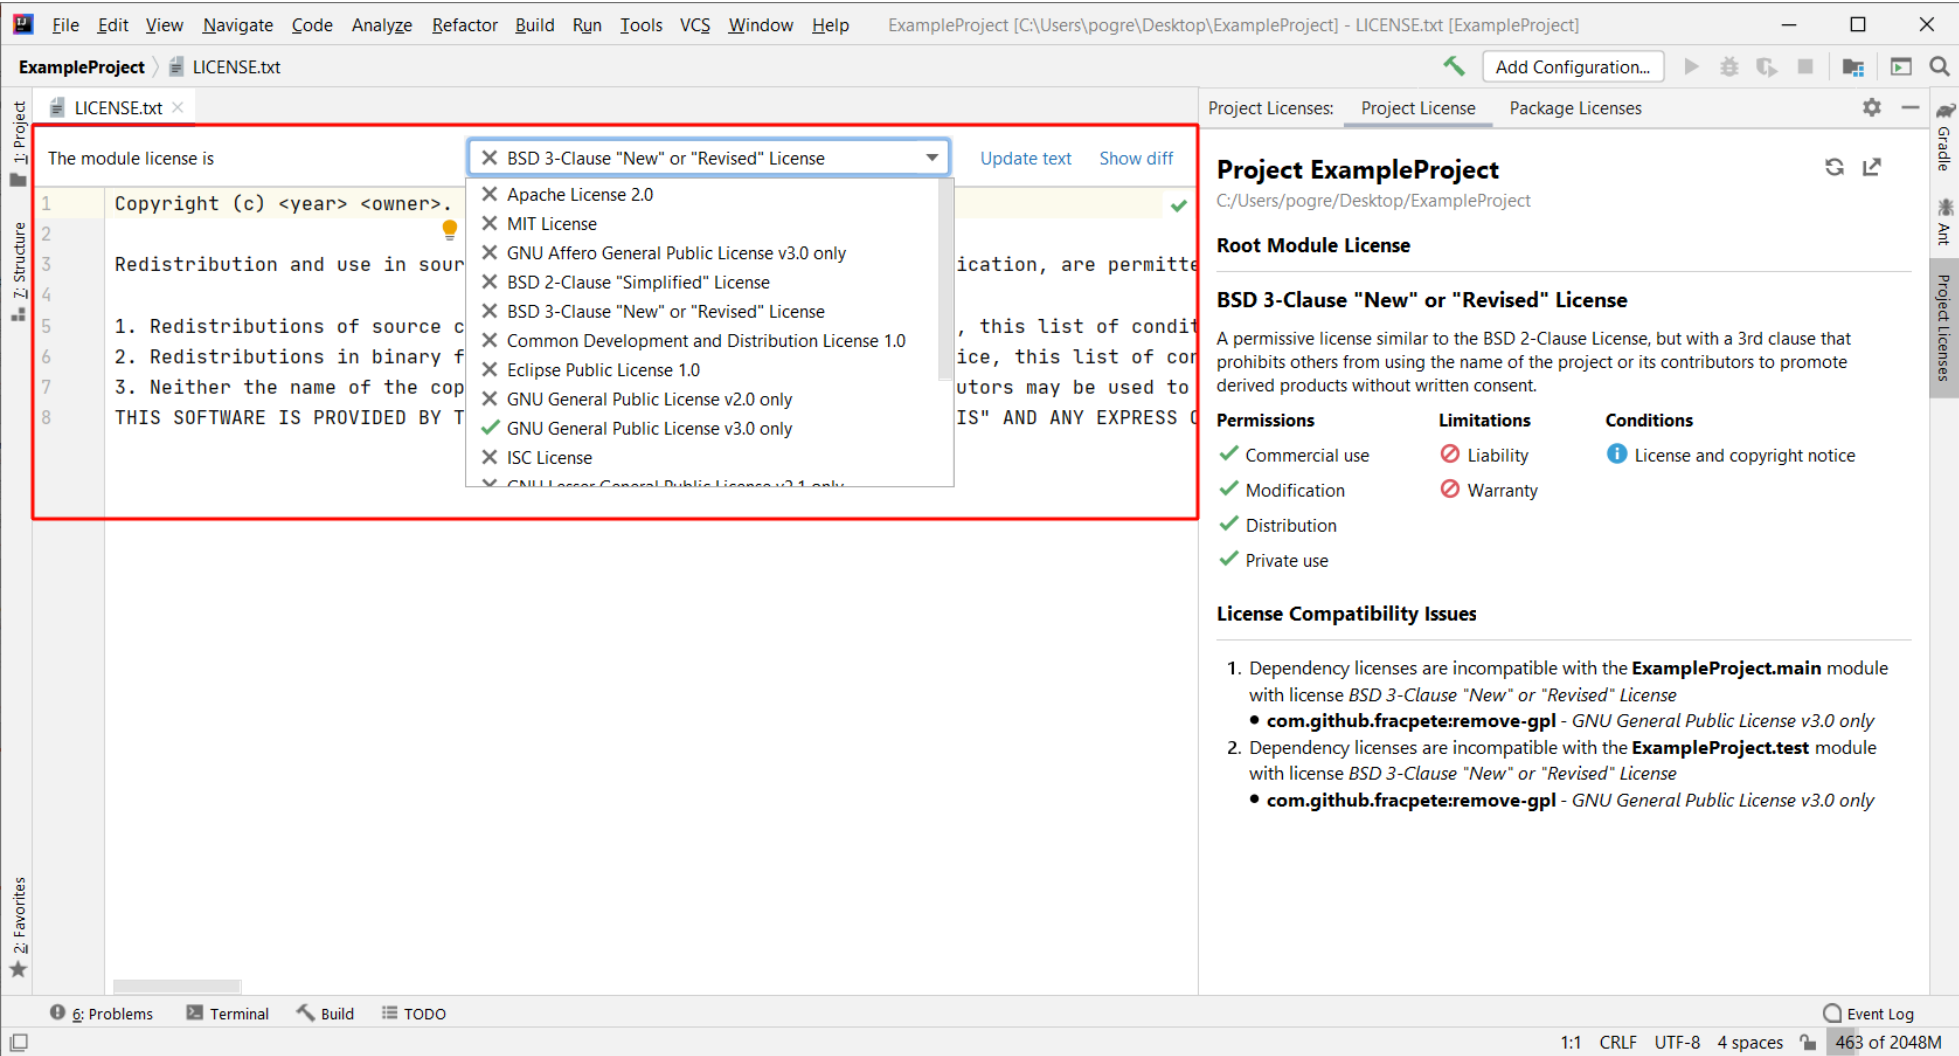 File Edit View Navigate Code Analyze Refactor Build Run Tools VCS Window Help ExampleProject [C:\Users\pogre\Desktop\ExampleProject] - LICENSE.txt [ExampleProject]
ExampleProject LICENSE.txt Add Configuration...
LICENSE.txt
Project Licenses: Project License Package Licenses
1: Project
7: Structure
2: Favorites
The module license is BSD 3-Clause "New" or "Revised" License Update text Show diff
Apache License 2.0
MIT License
GNU Affero General Public License v3.0 only
BSD 2-Clause "Simplified" License
BSD 3-Clause "New" or "Revised" License
Common Development and Distribution License 1.0
Eclipse Public License 1.0
GNU General Public License v2.0 only
GNU General Public License v3.0 only
ISC License
GNU Lesser General Public License v2.1 only
1 Copyright (c) <year> <owner>.
2
3 Redistribution and use in sour ication, are permitte
4
5 1. Redistributions of source c , this list of condit
6 2. Redistributions in binary f ice, this list of con
7 3. Neither the name of the cop utors may be used to
8 THIS SOFTWARE IS PROVIDED BY T IS" AND ANY EXPRESS O
Project ExampleProject
C:/Users/pogre/Desktop/ExampleProject
Root Module License
BSD 3-Clause "New" or "Revised" License
A permissive license similar to the BSD 2-Clause License, but with a 3rd clause that
prohibits others from using the name of the project or its contributors to promote
derived products without written consent.
Permissions Limitations Conditions
Commercial use Liability License and copyright notice
Modification Warranty
Distribution
Private use
License Compatibility Issues
1. Dependency licenses are incompatible with the ExampleProject.main module
with license BSD 3-Clause "New" or "Revised" License
• com.github.fracpete:remove-gpl - GNU General Public License v3.0 only
2. Dependency licenses are incompatible with the ExampleProject.test module
with license BSD 3-Clause "New" or "Revised" License
• com.github.fracpete:remove-gpl - GNU General Public License v3.0 only
Gradle
Ant
Project Licenses
6: Problems Terminal Build TODO Event Log
1:1 CRLF UTF-8 4 spaces 463 of 2048M